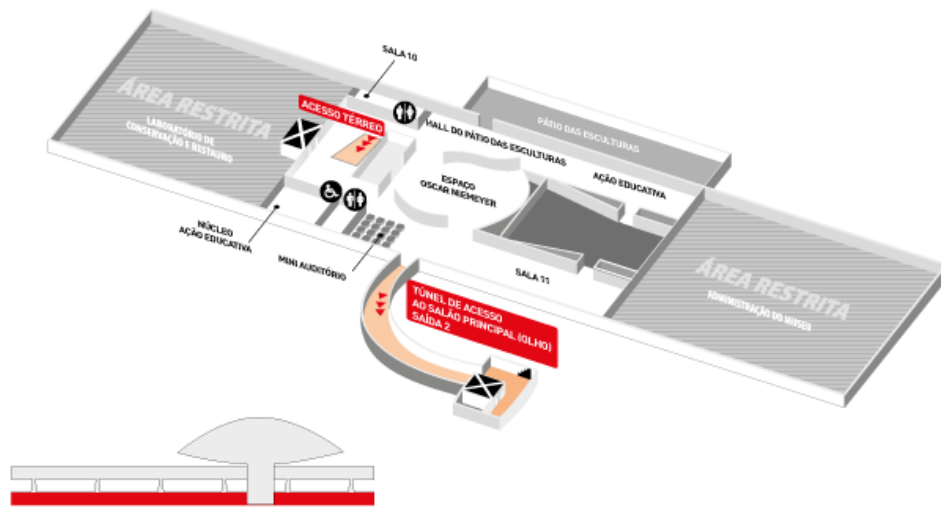 SALA 10
ÁREA RESTRITA
LABORATÓRIO DE
CONSERVAÇÃO E RESTAURO
ACESSO TÉRREO
HALL DO PÁTIO DAS ESCULTURAS
PÁTIO DAS ESCULTURAS
AÇÃO EDUCATIVA
ESPAÇO
OSCAR NIEMEYER
NÚCLEO
AÇÃO EDUCATIVA
MINI AUDITÓRIO
SALA 11
ÁREA RESTRITA
ADMINISTRAÇÃO DO MUSEU
TÚNEL DE ACESSO
AO SALÃO PRINCIPAL (OLHO)
SAÍDA 2